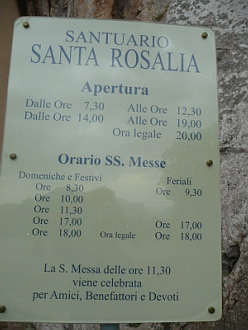 SANTUARIO
SANTA ROSALIA
Apertura
Dalle Ore 7,30 Alle Ore 12,30
Dalle Ore 14,00 Alle Ore 19,00
Ora legale 20,00
Orario SS. Messe
Domeniche e Festivi Feriali
Ore 8,30 Ore 9,30
Ore 10,00
Ore 11,30
Ore 17,00 Ore 17,00
Ore 18,00 Ora legale Ore 18,00
La S. Messa delle ore 11,30
viene celebrata
per Amici, Benefattori e Devoti